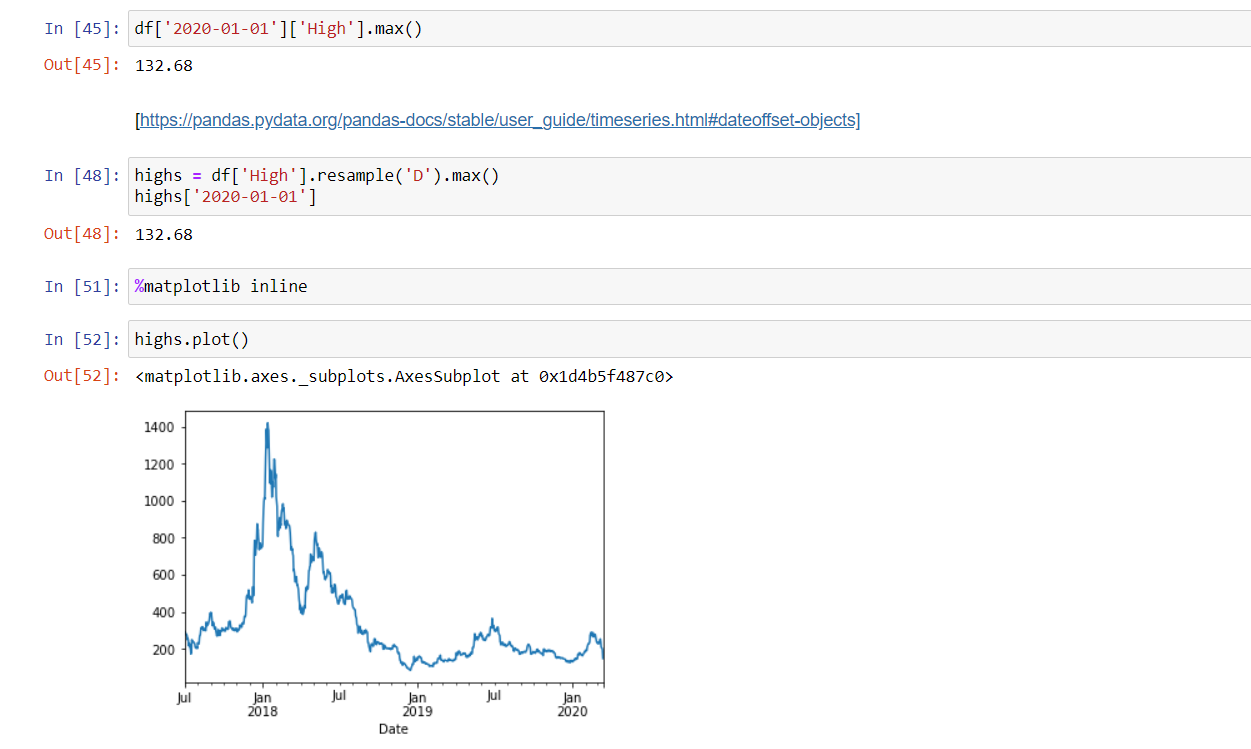 In [45]: df['2020-01-01']['High'].max()
Out[45]: 132.68
[https://pandas.pydata.org/pandas-docs/stable/user_guide/timeseries.html#dateoffset-objects]
In [48]: highs = df['High'].resample('D').max()
highs['2020-01-01']
Out[48]: 132.68
In [51]: %matplotlib inline
In [52]: highs.plot()
Out[52]: <matplotlib.axes._subplots.AxesSubplot at 0x1d4b5f487c0>
1400
1200
1000
800
600
400
200
Jul Jan Jul Jan Jul Jan
2018 2019 2020
Date